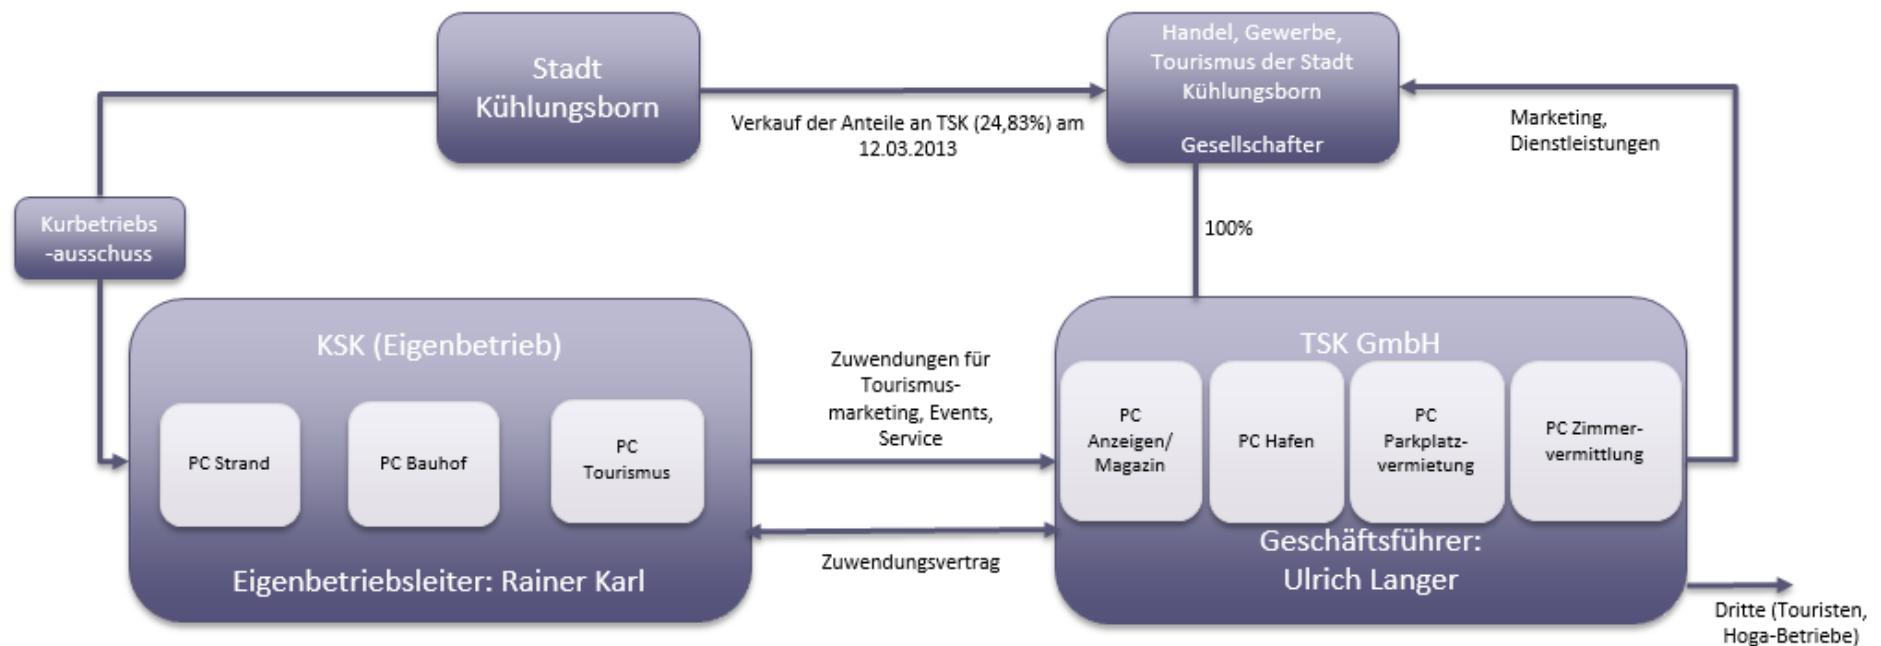 Stadt
Kühlungsborn
Verkauf der Anteile an TSK (24,83%) am
12.03.2013
Handel, Gewerbe,
Tourismus der Stadt
Kühlungsborn
Gesellschafter
Marketing,
Dienstleistungen
Kurbetriebs
-ausschuss
100%
KSK (Eigenbetrieb)
PC Strand
PC Bauhof
PC
Tourismus
Eigenbetriebsleiter: Rainer Karl
Zuwendungen für
Tourismus-
marketing, Events,
Service
Zuwendungsvertrag
TSK GmbH
PC
Anzeigen/
Magazin
PC Hafen
PC
Parkplatz-
vermietung
PC Zimmer-
vermittlung
Geschäftsführer:
Ulrich Langer
Dritte (Touristen,
Hoga-Betriebe)